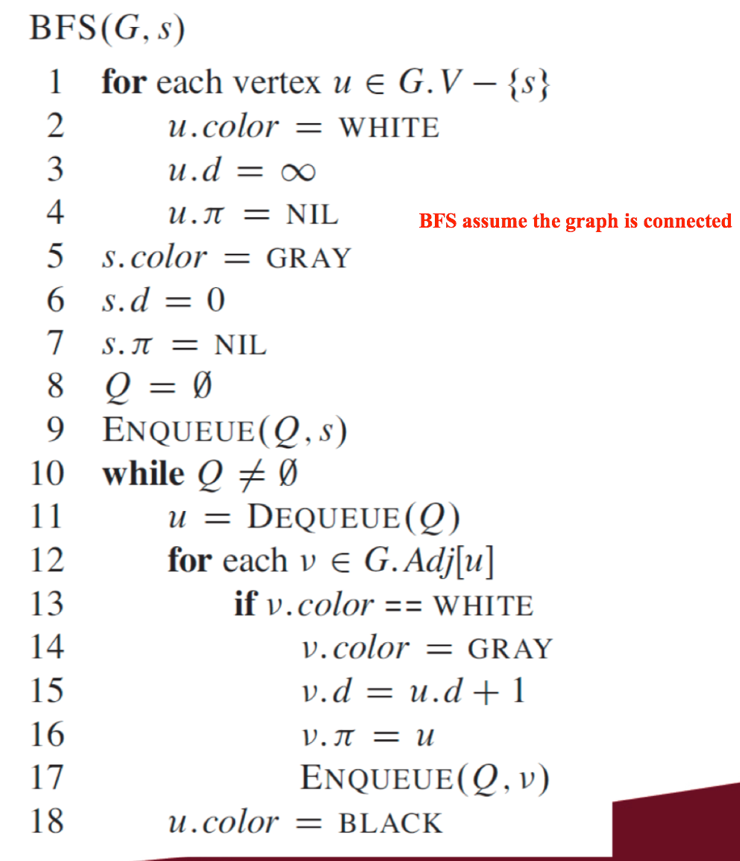 BFS(G, s)
1 for each vertex u ∈ G.V − {s}
2 u.color = WHITE
3 u.d = ∞
4 u.π = NIL
BFS assume the graph is connected
5 s.color = GRAY
6 s.d = 0
7 s.π = NIL
8 Q = Ø
9 ENQUEUE(Q, s)
10 while Q ≠ Ø
11 u = DEQUEUE(Q)
12 for each v ∈ G.Adj[u]
13 if v.color == WHITE
14 v.color = GRAY
15 v.d = u.d + 1
16 v.π = u
17 ENQUEUE(Q, v)
18 u.color = BLACK